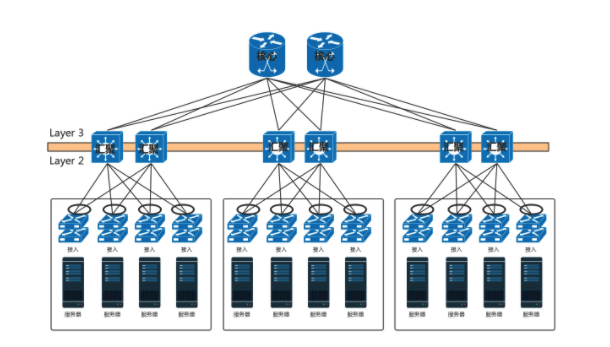 核心 核心
Layer 3
汇聚 汇聚 汇聚 汇聚 汇聚 汇聚
Layer 2
接入 接入 接入 接入 接入 接入 接入 接入 接入 接入 接入 接入
服务器 服务器 服务器 服务器 服务器 服务器 服务器 服务器 服务器 服务器 服务器 服务器